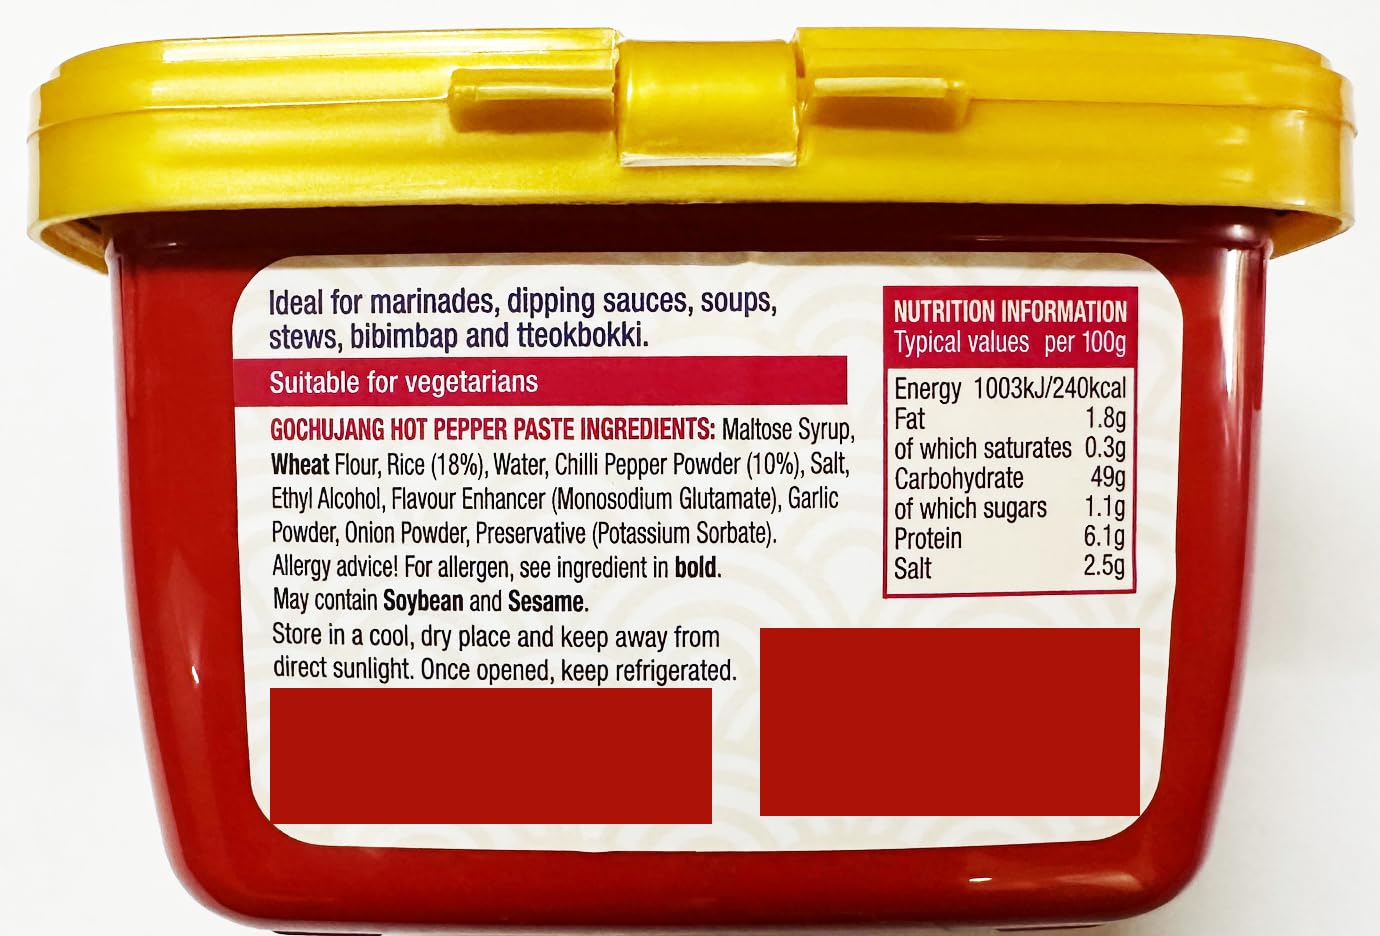 Ideal for marinades, dipping sauces, soups,
stews, bibimbap and tteokbokki.
Suitable for vegetarians
GOCHUJANG HOT PEPPER PASTE INGREDIENTS: Maltose Syrup,
Wheat Flour, Rice (18%), Water, Chilli Pepper Powder (10%), Salt,
Ethyl Alcohol, Flavour Enhancer (Monosodium Glutamate), Garlic
Powder, Onion Powder, Preservative (Potassium Sorbate).
Allergy advice! For allergen, see ingredient in bold.
May contain Soybean and Sesame.
Store in a cool, dry place and keep away from
direct sunlight. Once opened, keep refrigerated.
NUTRITION INFORMATION
Typical values per 100g
Energy 1003kJ/240kcal
Fat 1.8g
of which saturates 0.3g
Carbohydrate 49g
of which sugars 1.1g
Protein 6.1g
Salt 2.5g